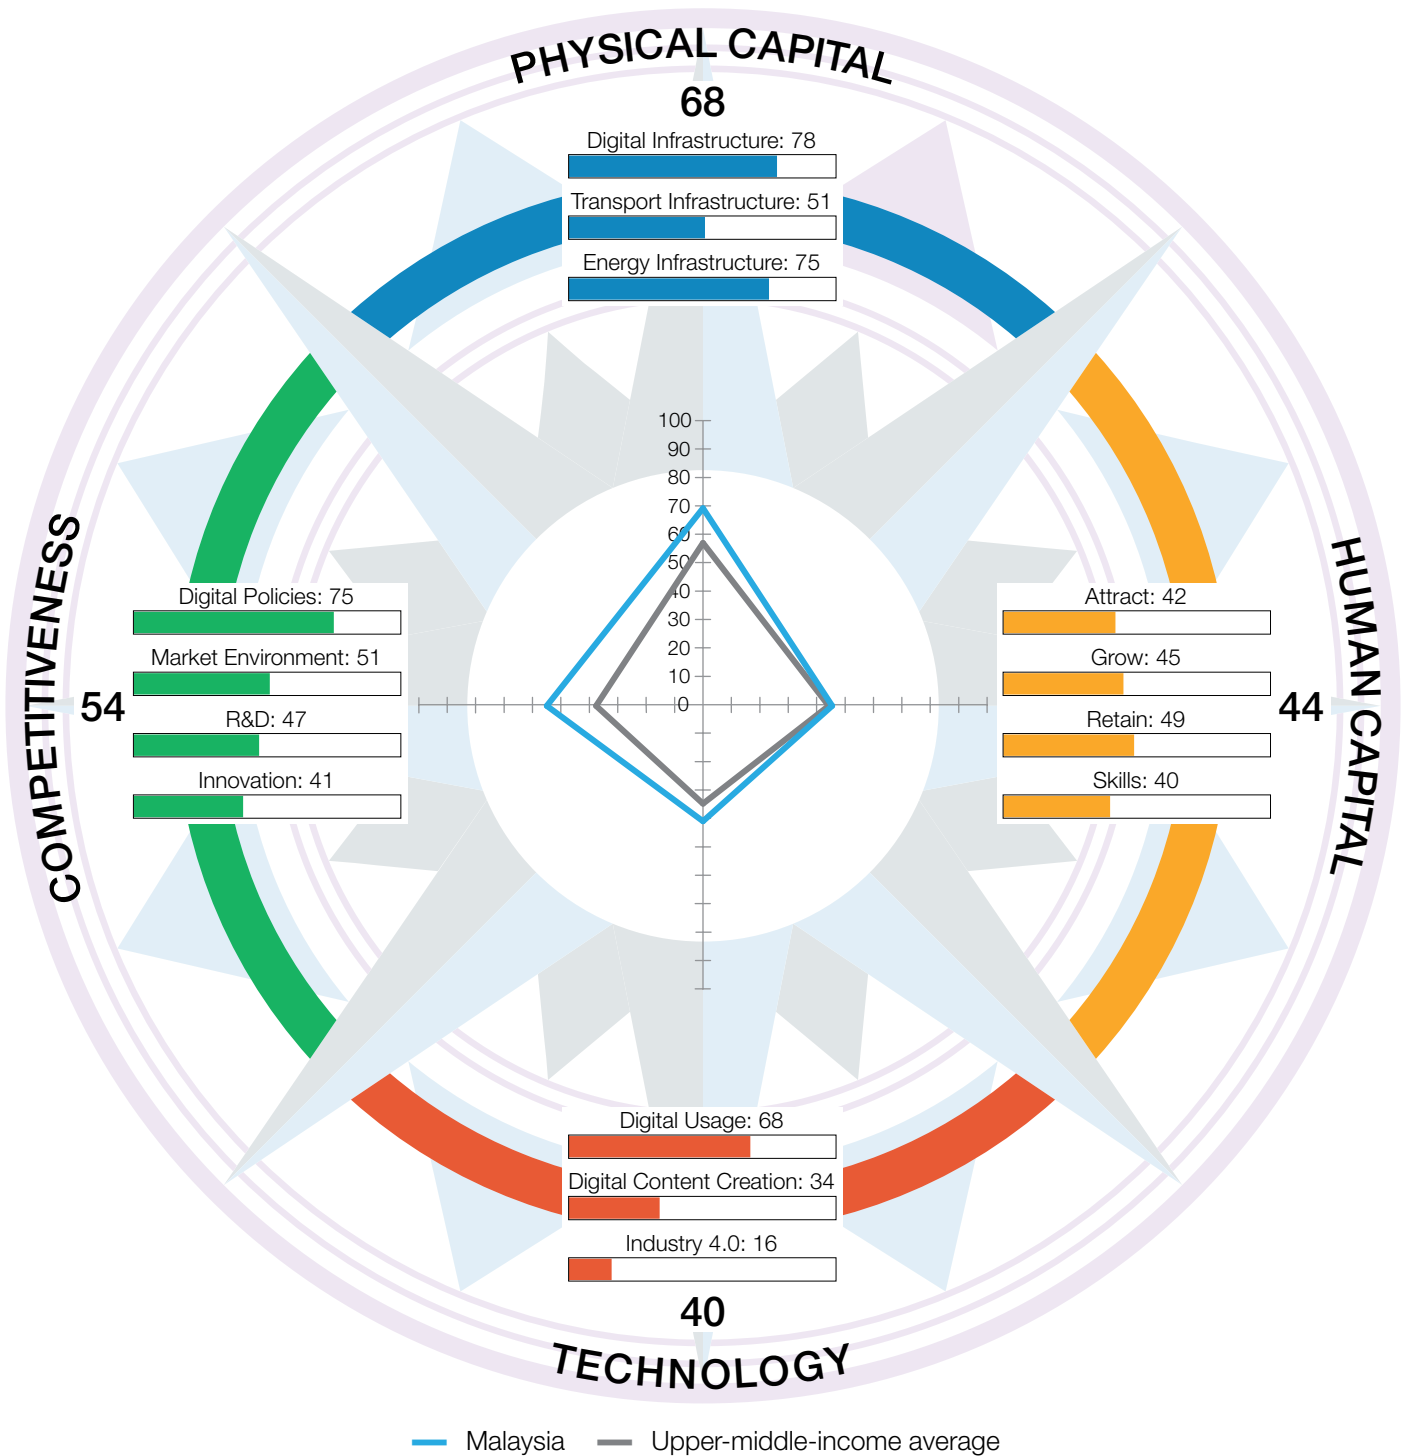 PHYSICAL CAPITAL
68
Digital Infrastructure: 78
Transport Infrastructure: 51
Energy Infrastructure: 75
100
90
80
70
60
50
40
30
20
10
0
COMPETITIVENESS
54
Digital Policies: 75
Market Environment: 51
R&D: 47
Innovation: 41
HUMAN CAPITAL
44
Attract: 42
Grow: 45
Retain: 49
Skills: 40
Digital Usage: 68
Digital Content Creation: 34
Industry 4.0: 16
40
TECHNOLOGY
Malaysia
Upper-middle-income average